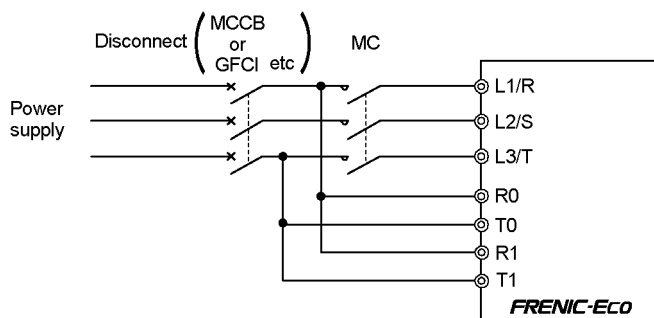 Disconnect (MCCB or GFCI etc)
MC
Power supply
L1/R
L2/S
L3/T
R0
T0
R1
T1
FRENIC-Eco